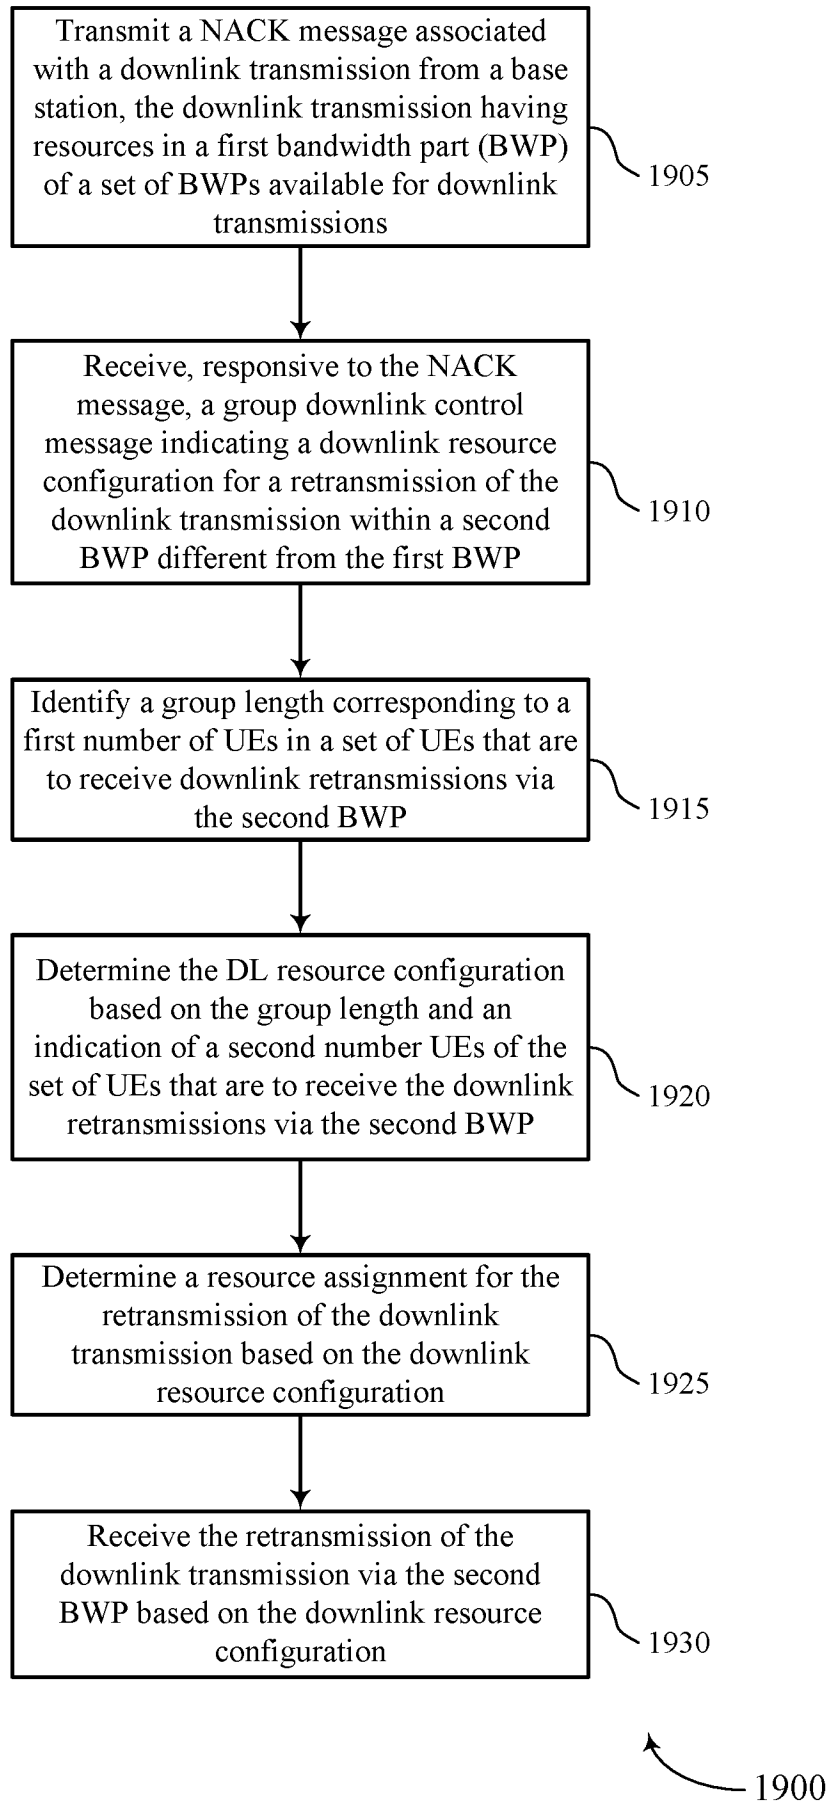 Transmit a NACK message associated
with a downlink transmission from a base
station, the downlink transmission having
resources in a first bandwidth part (BWP)
of a set of BWPs available for downlink
transmissions
1905
Receive, responsive to the NACK
message, a group downlink control
message indicating a downlink resource
configuration for a retransmission of the
downlink transmission within a second
BWP different from the first BWP
1910
Identify a group length corresponding to a
first number of UEs in a set of UEs that are
to receive downlink retransmissions via
the second BWP
1915
Determine the DL resource configuration
based on the group length and an
indication of a second number UEs of the
set of UEs that are to receive the downlink
retransmissions via the second BWP
1920
Determine a resource assignment for the
retransmission of the downlink
transmission based on the downlink
resource configuration
1925
Receive the retransmission of the
downlink transmission via the second
BWP based on the downlink resource
configuration
1930
1900